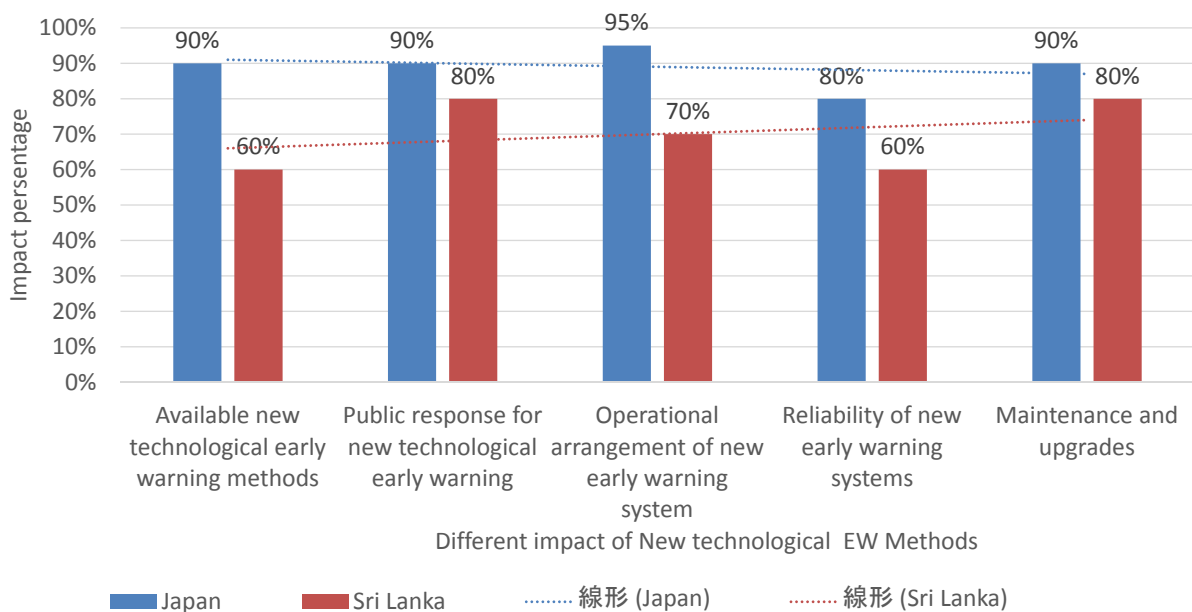 100%
90%
80%
70%
60%
50%
40%
30%
20%
10%
0%
Impact persentage
90%
60%
90%
80%
95%
70%
80%
60%
90%
80%
Available new
technological early
warning methods
Public response for
new technological
early warning
Operational
arrangement of new
early warning
system
Reliability of new
early warning
systems
Maintenance and
upgrades
Different impact of New technological EW Methods
Japan
Sri Lanka
線形 (Japan)
線形 (Sri Lanka)